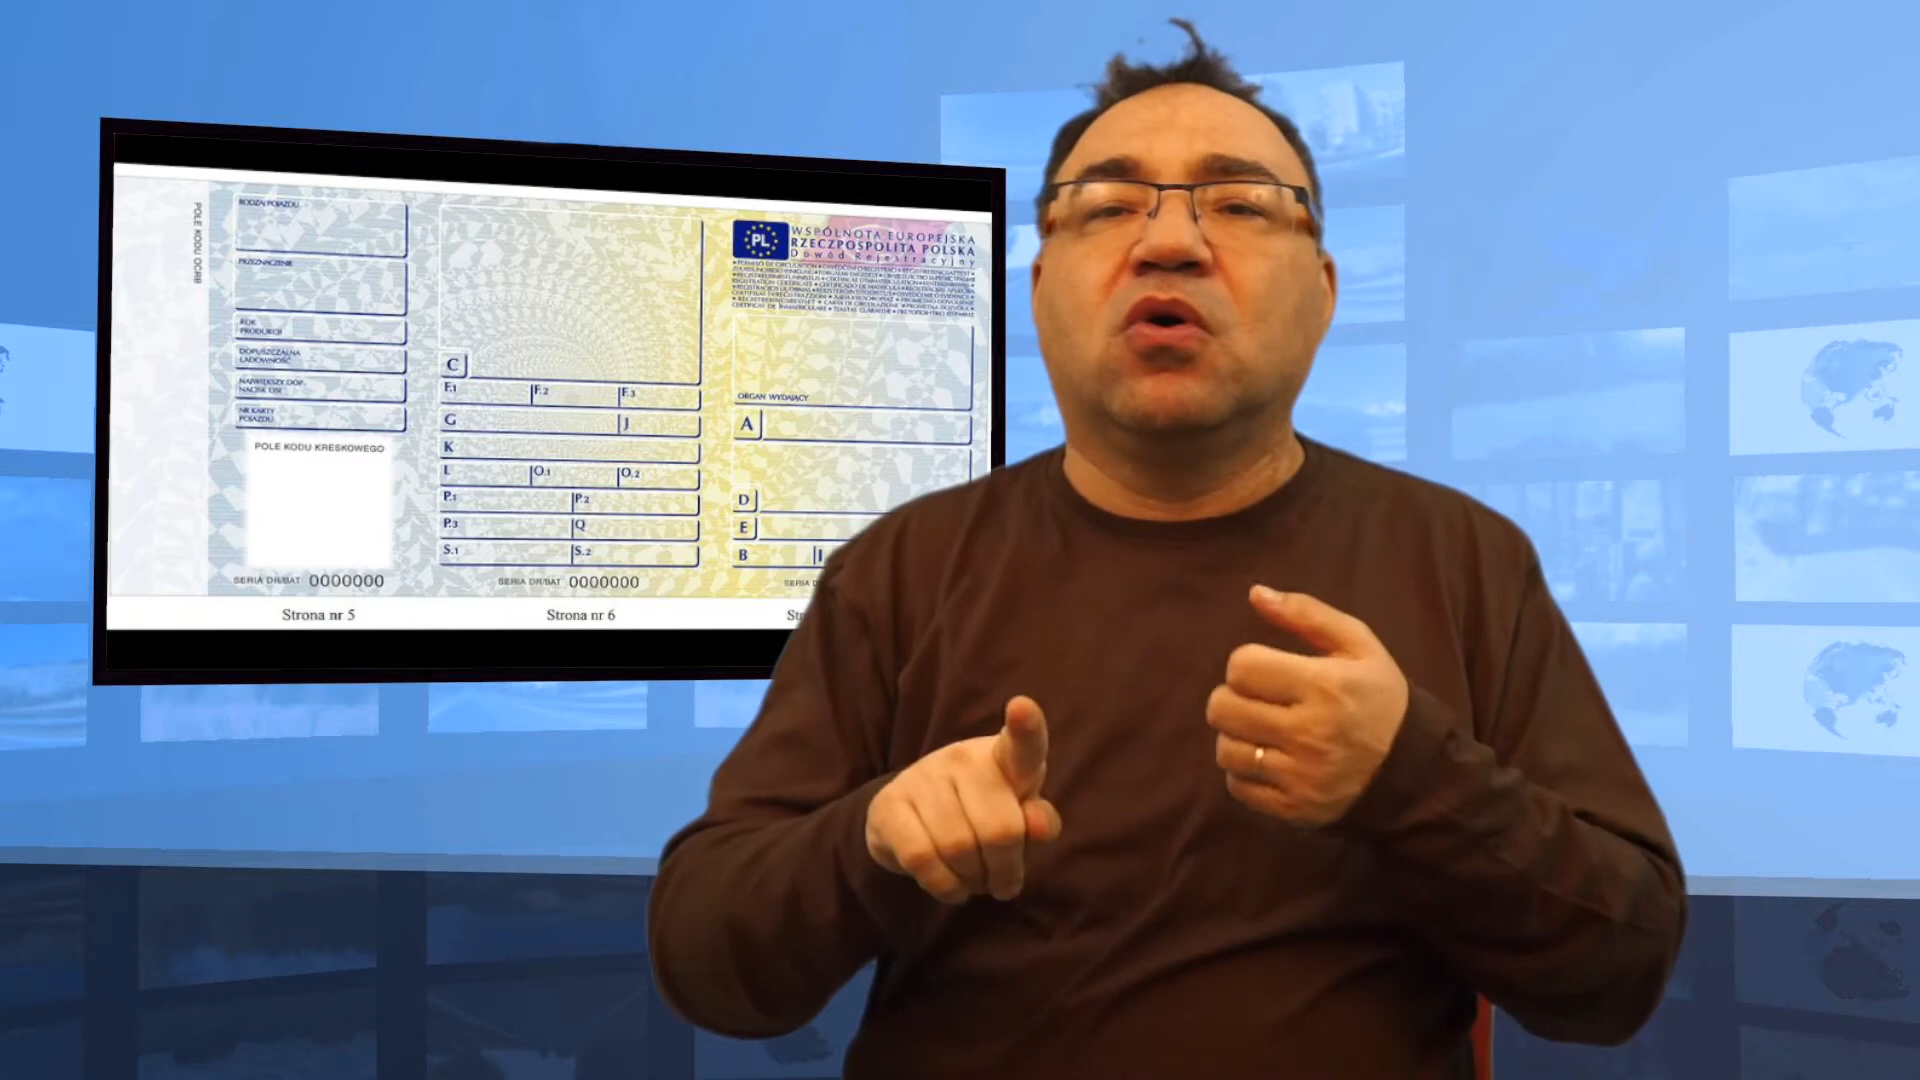 POLE KODU OCRB
RODZAJ POJAZDU
PRZEZNACZENIE
ROK
PRODUKCJI
DOPUSZCZALNA
ŁADOWNOŚĆ
NAJWIĘKSZY DOP.
NACISK OSI
NR KARTY
POJAZDU
POLE KODU KRESKOWEGO
SERIA DR/BAT 0000000
Strona nr 5
C
F.1 F.2 F.3
G J
K
L O.1 O.2
P.1 P.2
P.3 Q
S.1 S.2
SERIA DR/BAT 0000000
Strona nr 6
PL
WSPÓLNOTA EUROPEJSKA
RZECZPOSPOLITA POLSKA
Dowód Rejestracyjny
ORGAN WYDAJĄCY
A
D
E
B I
SERIA